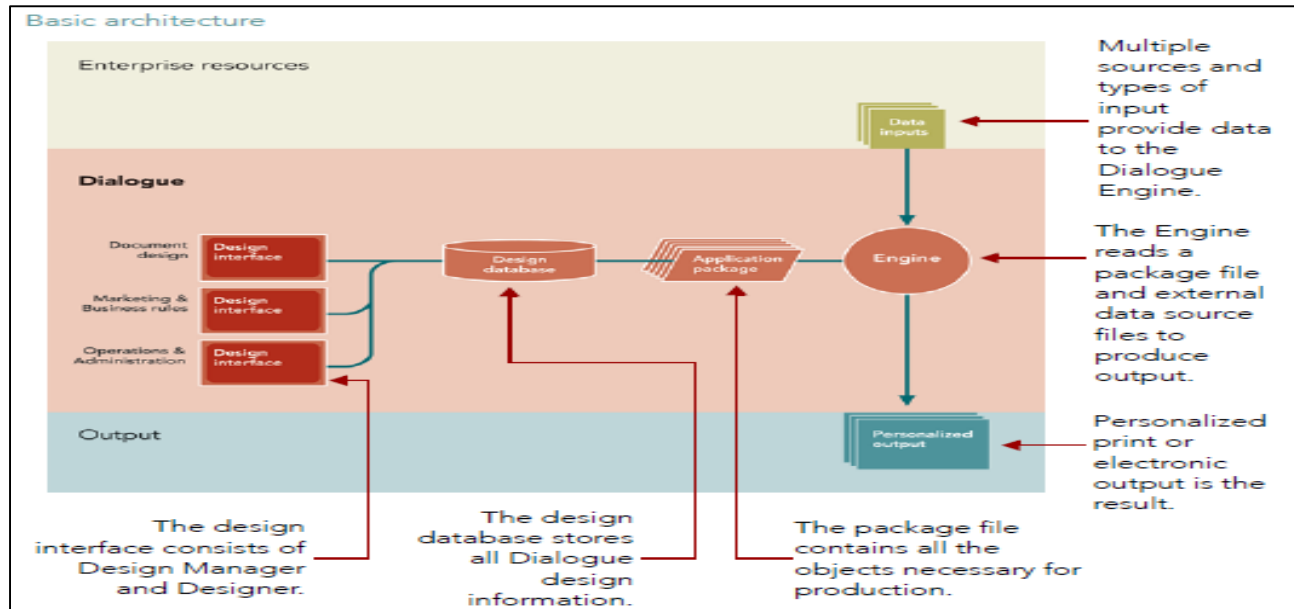 Basic architecture
Enterprise resources
Data
inputs
Multiple
sources and
types of
input
provide data
to the
Dialogue
Engine.
Dialogue
Document
design
Design
interface
Marketing &
Business rules
Design
interface
Operations &
Administration
Design
interface
Design
database
Application
package
Engine
The Engine
reads a
package file
and external
data source
files to
produce
output.
Output
Personalized
output
Personalized
print or
electronic
output is the
result.
The design
interface consists of
Design Manager
and Designer.
The design
database stores
all Dialogue
design
information.
The package file
contains all the
objects necessary for
production.